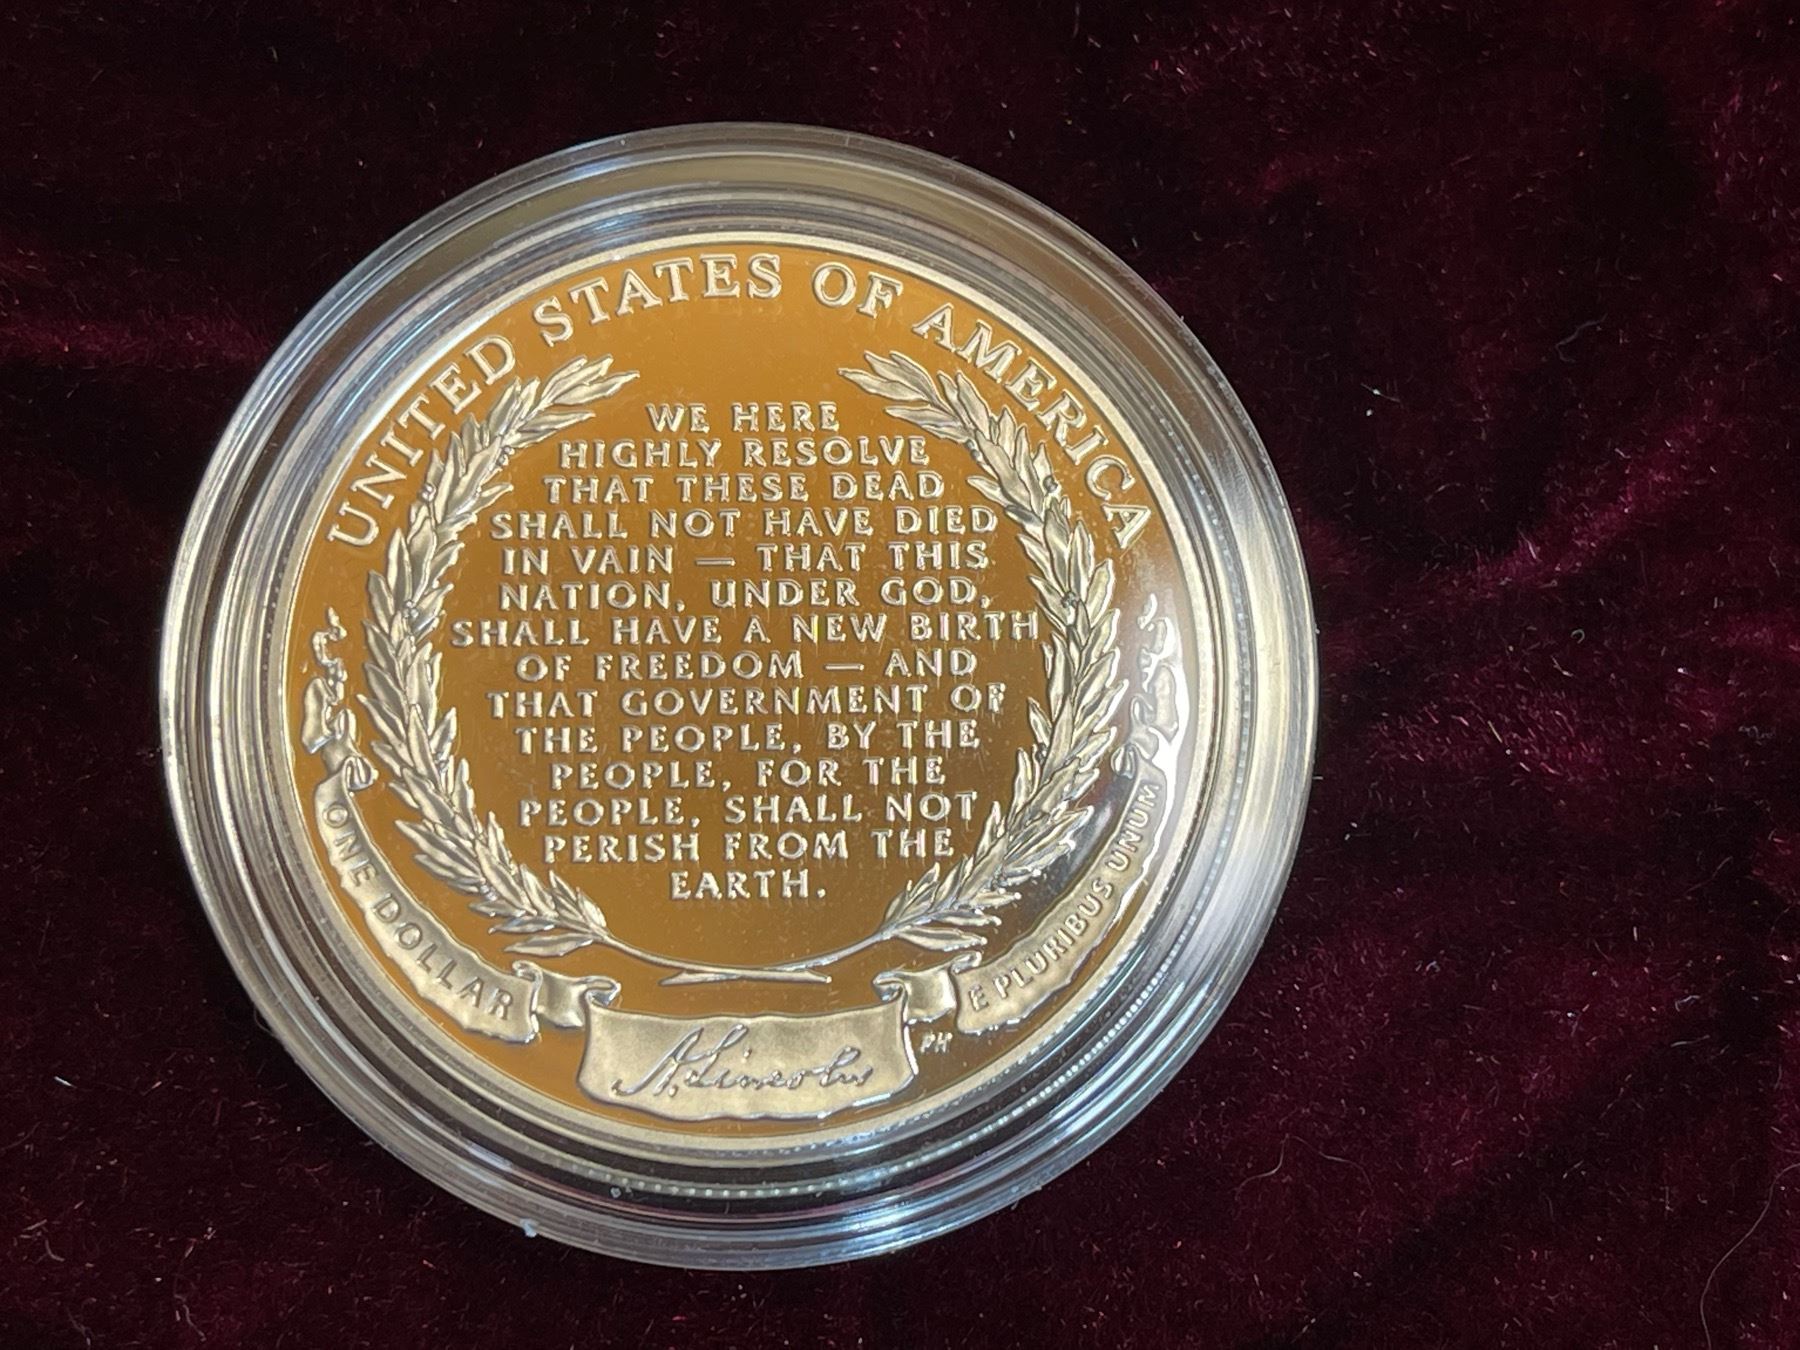 UNITED STATES OF AMERICA
WE HERE
HIGHLY RESOLVE
THAT THESE DEAD
SHALL NOT HAVE DIED
IN VAIN — THAT THIS
NATION, UNDER GOD,
SHALL HAVE A NEW BIRTH
OF FREEDOM — AND
THAT GOVERNMENT OF
THE PEOPLE, BY THE
PEOPLE, FOR THE
PEOPLE, SHALL NOT
PERISH FROM THE
EARTH.
ONE DOLLAR
A. Lincoln
PH
E PLURIBUS UNUM